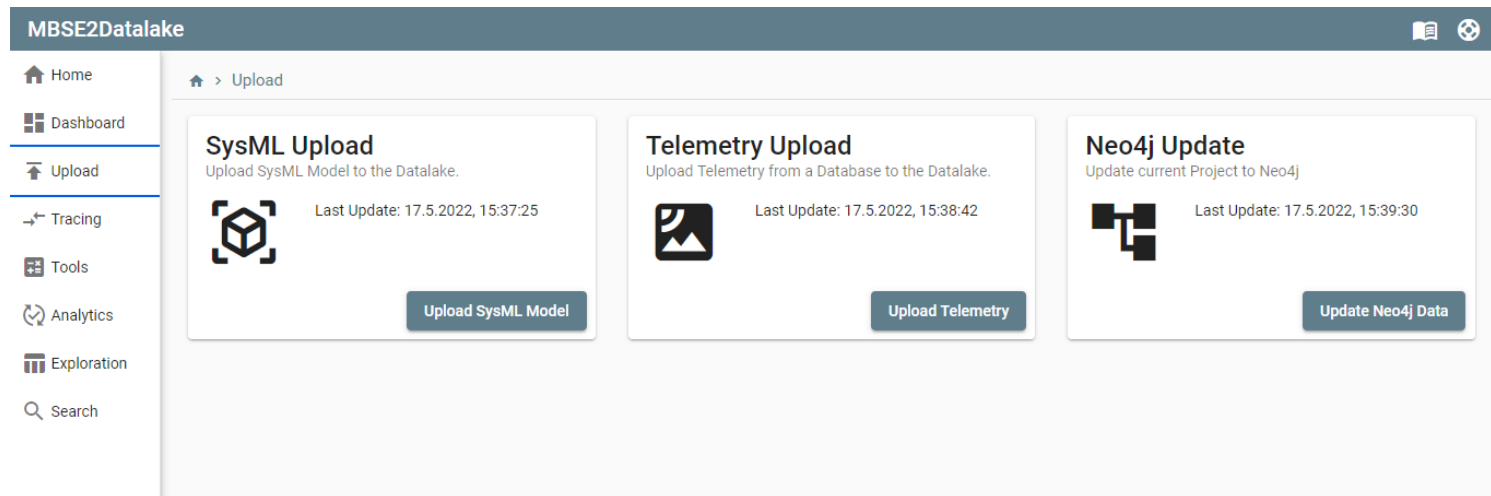 MBSE2Datalake
Home
Dashboard
Upload
Tracing
Tools
Analytics
Exploration
Search
> Upload
SysML Upload
Upload SysML Model to the Datalake.
Last Update: 17.5.2022, 15:37:25
Upload SysML Model
Telemetry Upload
Upload Telemetry from a Database to the Datalake.
Last Update: 17.5.2022, 15:38:42
Upload Telemetry
Neo4j Update
Update current Project to Neo4j
Last Update: 17.5.2022, 15:39:30
Update Neo4j Data